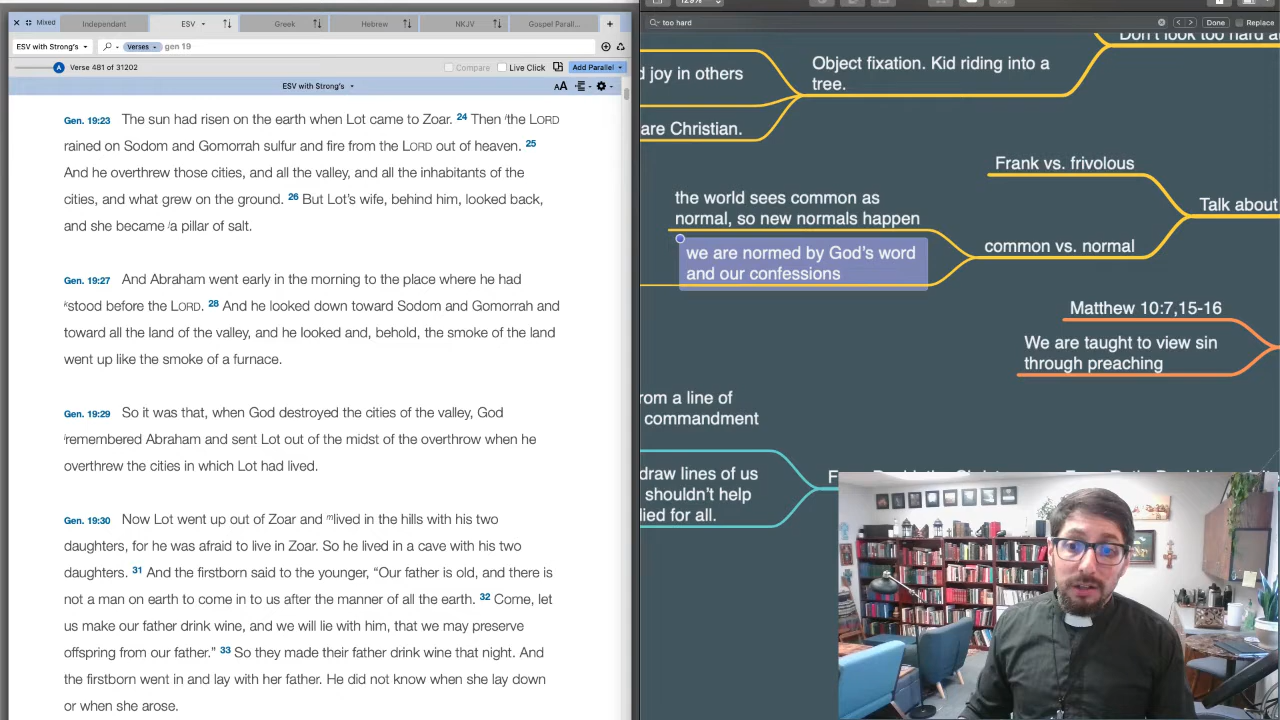 Mixed
Independent
ESV
Greek
Hebrew
NKJV
Gospel Parall...
ESV with Strong's
Verses
gen 19
Verse 481 of 31202
Compare
Live Click
Add Parallel
ESV with Strong's
AA
Gen. 19:23 The sun had risen on the earth when Lot came to Zoar. 24 Then the LORD
rained on Sodom and Gomorrah sulfur and fire from the LORD out of heaven. 25
And he overthrew those cities, and all the valley, and all the inhabitants of the
cities, and what grew on the ground. 26 But Lot's wife, behind him, looked back,
and she became a pillar of salt.
Gen. 19:27 And Abraham went early in the morning to the place where he had
stood before the LORD. 28 And he looked down toward Sodom and Gomorrah and
toward all the land of the valley, and he looked and, behold, the smoke of the land
went up like the smoke of a furnace.
Gen. 19:29 So it was that, when God destroyed the cities of the valley, God
remembered Abraham and sent Lot out of the midst of the overthrow when he
overthrew the cities in which Lot had lived.
Gen. 19:30 Now Lot went up out of Zoar and mlived in the hills with his two
daughters, for he was afraid to live in Zoar. So he lived in a cave with his two
daughters. 31 And the firstborn said to the younger, "Our father is old, and there is
not a man on earth to come in to us after the manner of all the earth. 32 Come, let
us make our father drink wine, and we will lie with him, that we may preserve
offspring from our father." 33 So they made their father drink wine that night. And
the firstborn went in and lay with her father. He did not know when she lay down
or when she arose.
129%
too hard
Done
Replace
Don't look too hard a
d joy in others
Object fixation. Kid riding into a
tree.
are Christian.
Frank vs. frivolous
the world sees common as
normal, so new normals happen
Talk about
we are normed by God's word
and our confessions
common vs. normal
Matthew 10:7,15-16
We are taught to view sin
through preaching
rom a line of
commandment
draw lines of us
shouldn't help
lied for all.